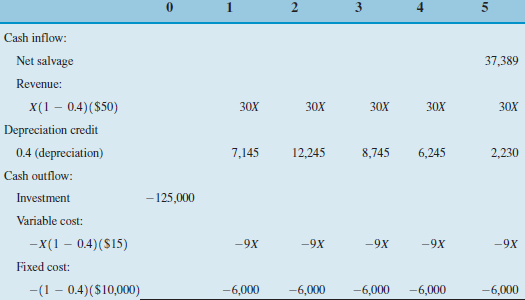 0 1 2 3 4 5
Cash inflow:
Net salvage 37,389
Revenue:
X(1 − 0.4)($50) 30X 30X 30X 30X 30X
Depreciation credit
0.4 (depreciation) 7,145 12,245 8,745 6,245 2,230
Cash outflow:
Investment −125,000
Variable cost:
−X(1 − 0.4)($15) −9X −9X −9X −9X −9X
Fixed cost:
−(1 − 0.4)($10,000) −6,000 −6,000 −6,000 −6,000 −6,000